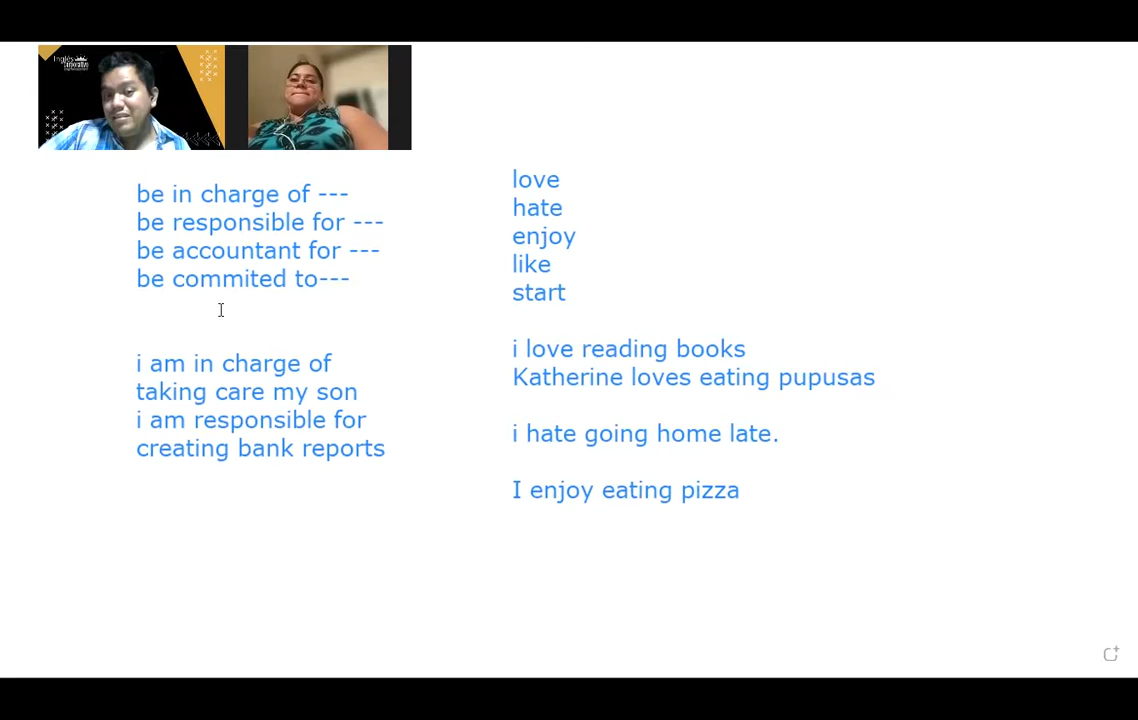 Inglés
Corporativo
be in charge of ---
be responsible for ---
be accountant for ---
be commited to---
i am in charge of
taking care my son
i am responsible for
creating bank reports
love
hate
enjoy
like
start
i love reading books
Katherine loves eating pupusas
i hate going home late.
I enjoy eating pizza